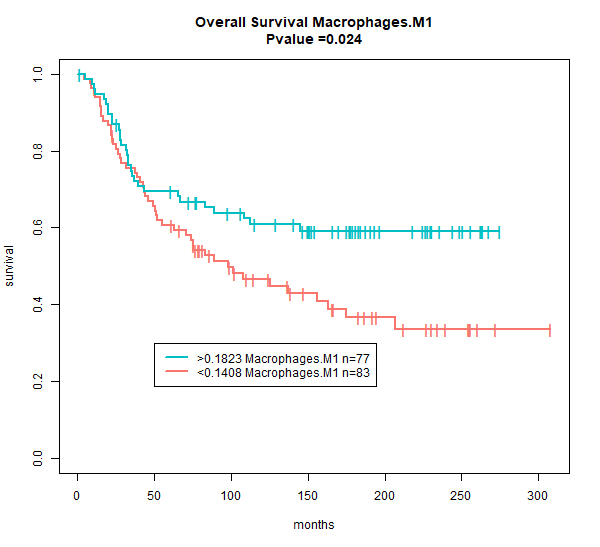 Overall Survival Macrophages.M1
Pvalue =0.024
survival
1.0
0.8
0.6
0.4
0.2
0.0
>0.1823 Macrophages.M1 n=77
<0.1408 Macrophages.M1 n=83
0 50 100 150 200 250 300
months